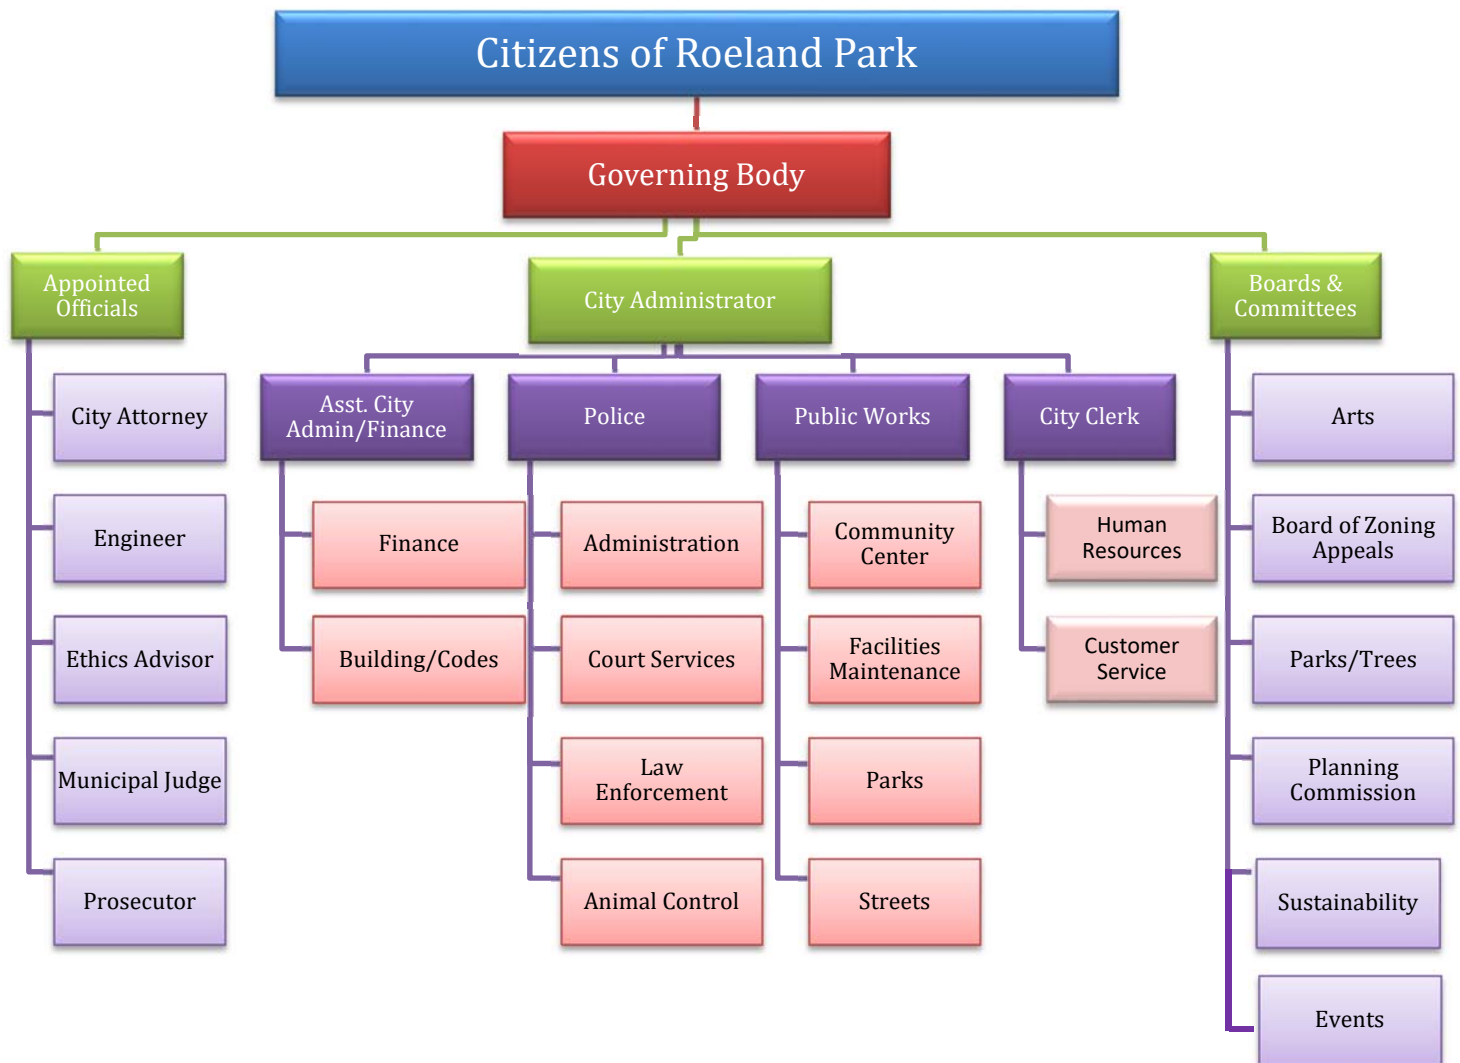 Citizens of Roeland Park
Governing Body
Appointed
Officials
City Administrator
Boards &
Committees
City Attorney
Engineer
Ethics Advisor
Municipal Judge
Prosecutor
Asst. City
Admin/Finance
Finance
Building/Codes
Police
Administration
Court Services
Law
Enforcement
Animal Control
Public Works
Community
Center
Facilities
Maintenance
Parks
Streets
City Clerk
Human
Resources
Customer
Service
Arts
Board of Zoning
Appeals
Parks/Trees
Planning
Commission
Sustainability
Events